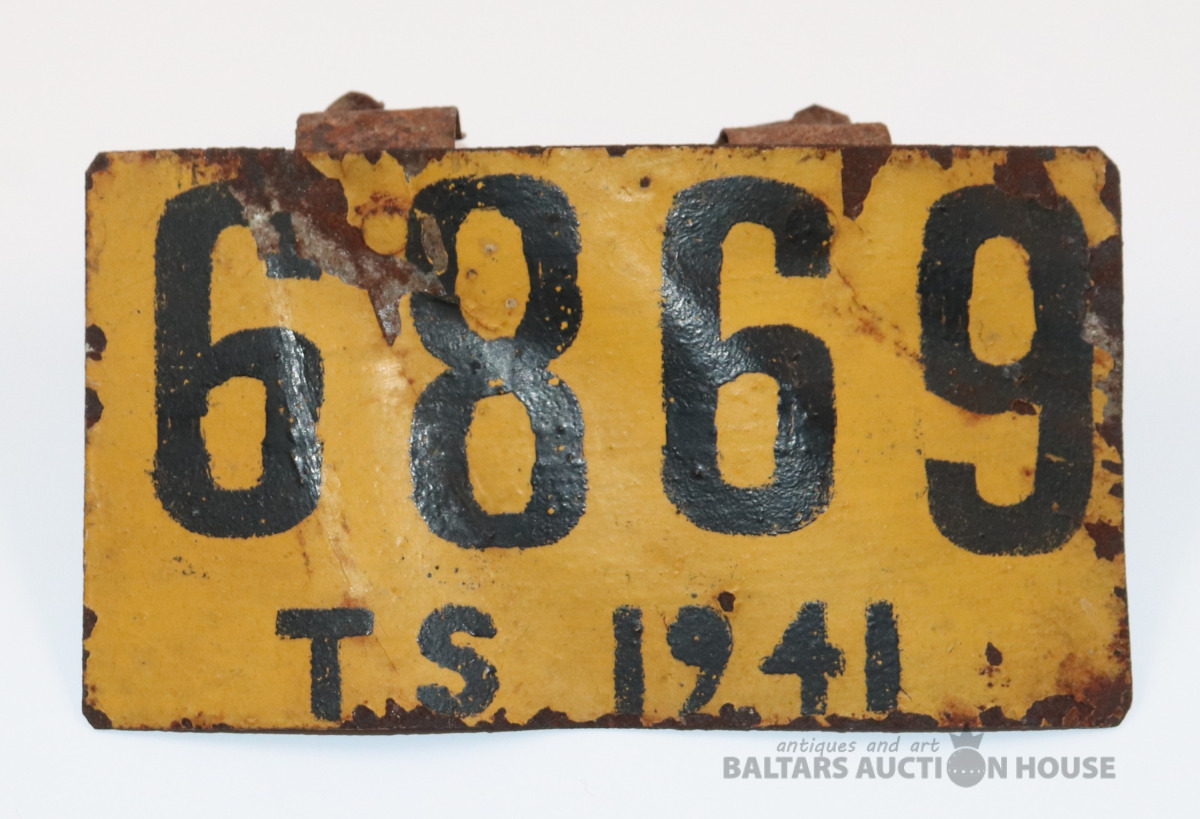 6869
TS 1941
antiques and art
BALTARS AUCTION HOUSE